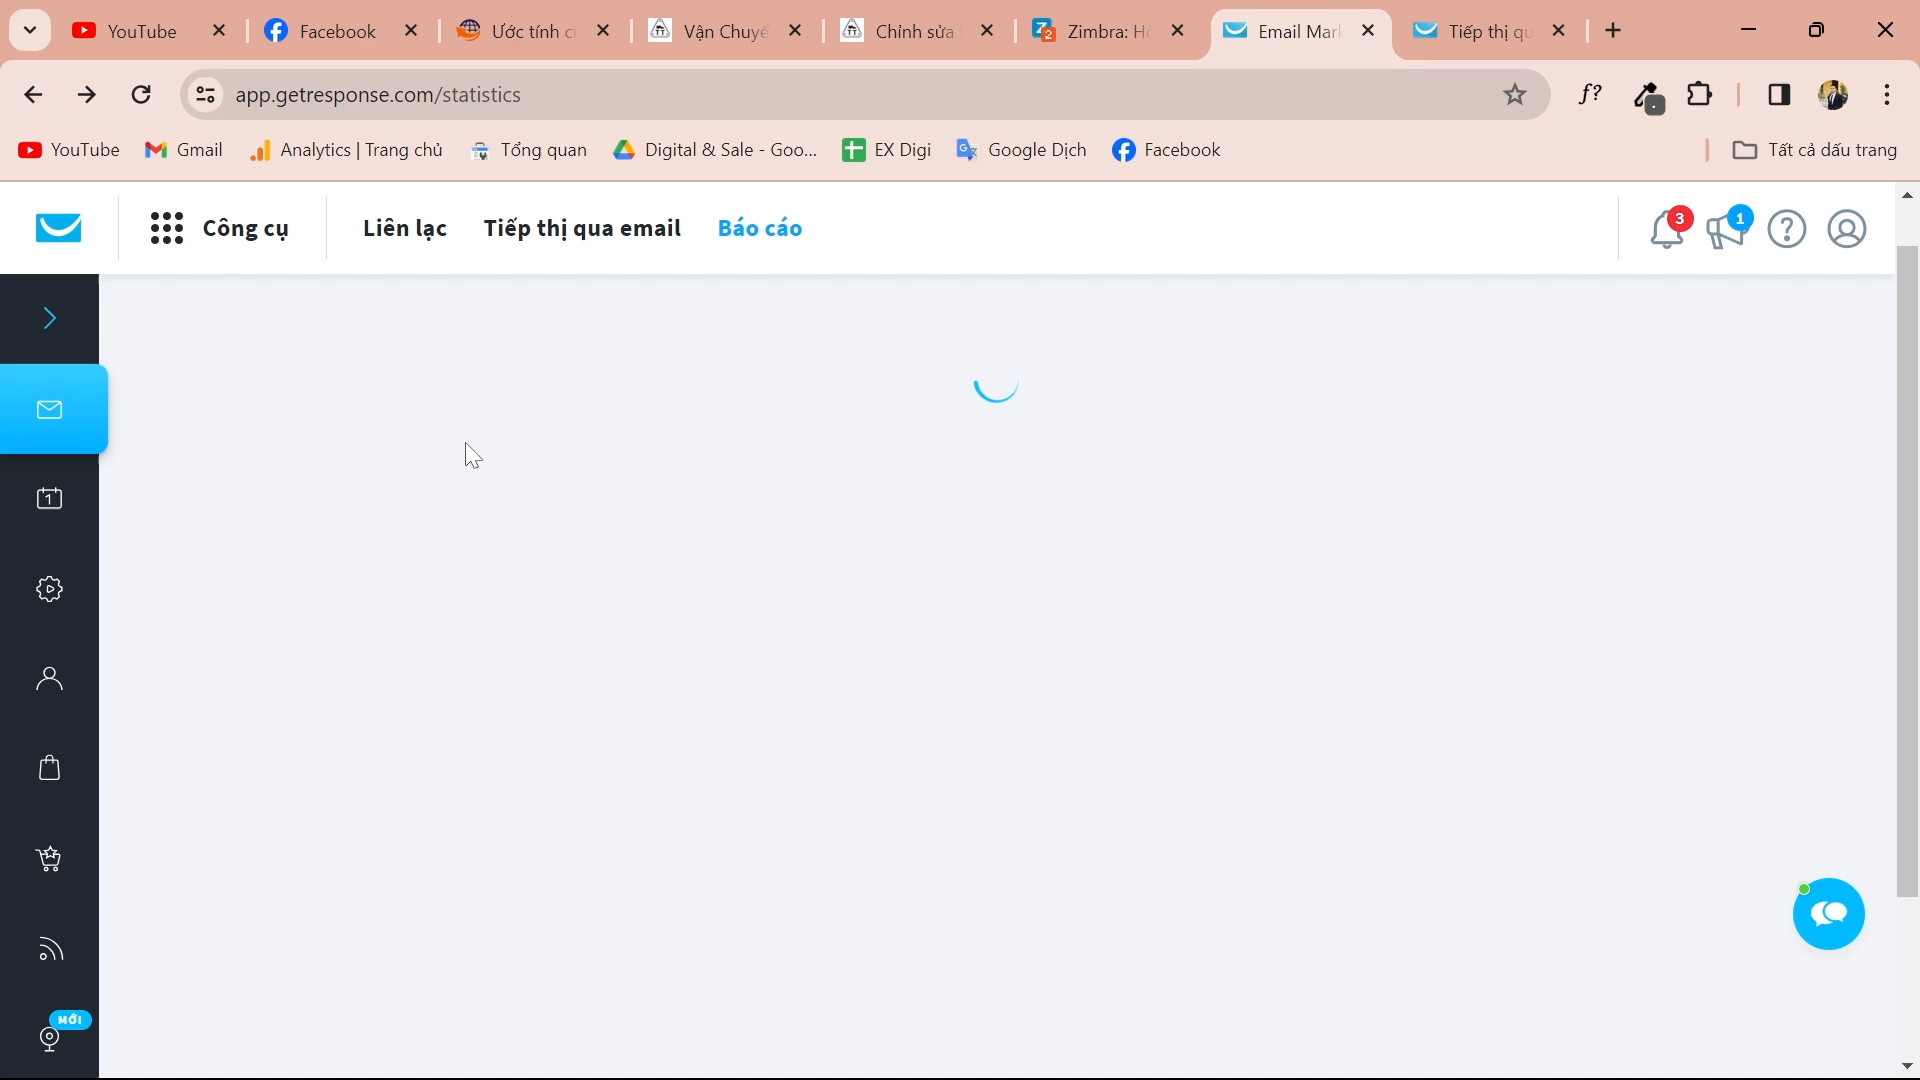 YouTube
Facebook
Ước tính c
Vận Chuyể
Chỉnh sửa
Zimbra: H
Email Mar
Tiếp thị qu
app.getresponse.com/statistics
f?
YouTube
Gmail
Analytics | Trang chủ
Tổng quan
Digital & Sale - Goo...
EX Digi
Google Dịch
Facebook
Tất cả dấu trang
Công cụ
Liên lạc
Tiếp thị qua email
Báo cáo
3
1
?
1
MỚI